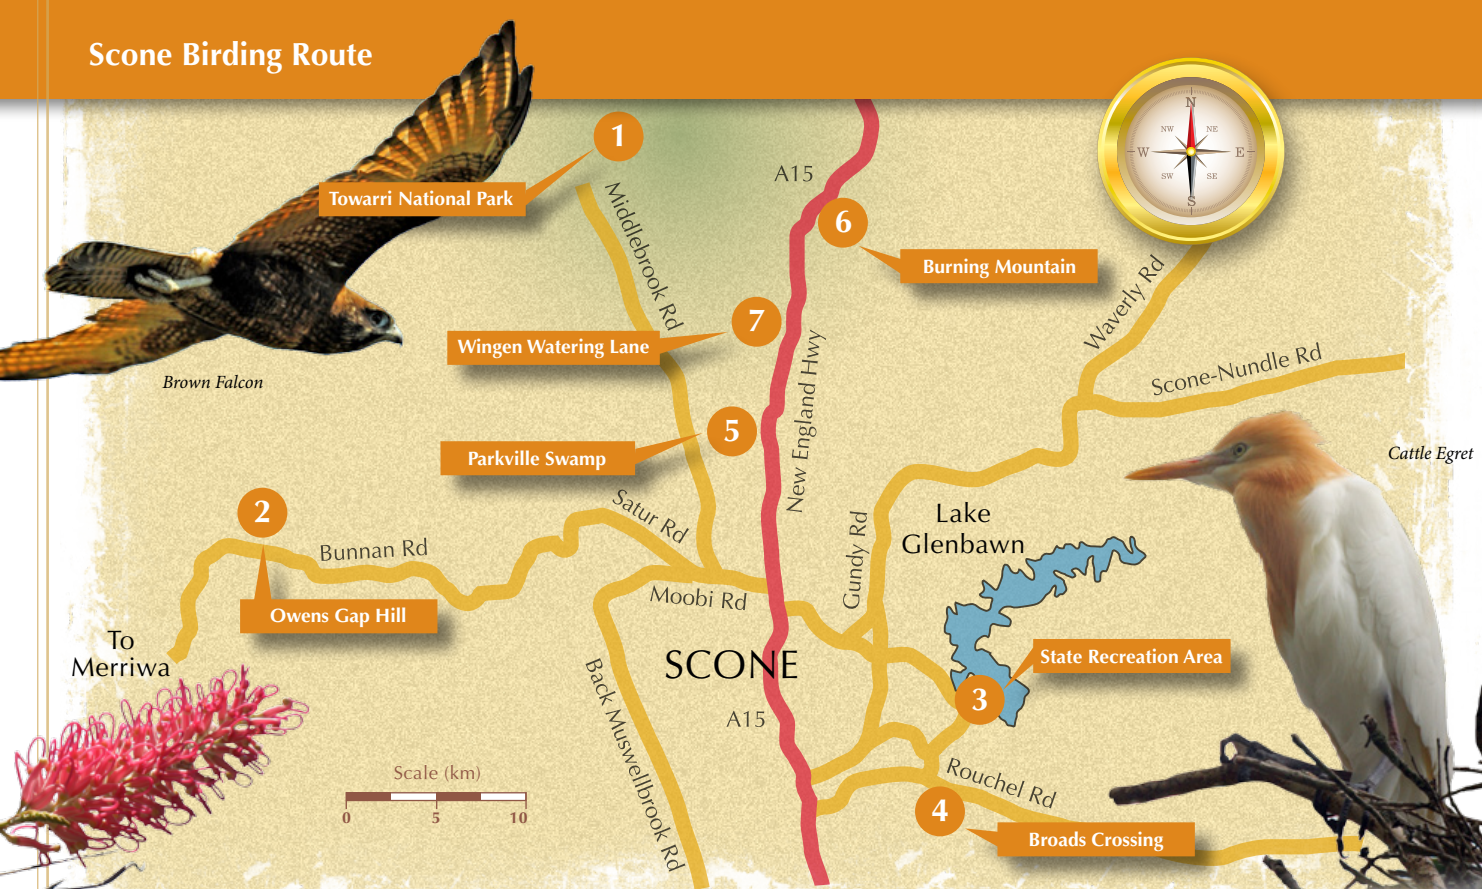 Scone Birding Route
N
NW
NE
W
E
SW
SE
S
1
Towarri National Park
A15
6
Burning Mountain
Middlebrook Rd
Waverly Rd
7
Wingen Watering Lane
Scone-Nundle Rd
Brown Falcon
New England Hwy
5
Parkville Swamp
Cattle Egret
2
Satur Rd
Bunnan Rd
Lake
Glenbawn
Gundy Rd
Owens Gap Hill
Moobi Rd
To
Merriwa
SCONE
State Recreation Area
3
Back Muswellbrook Rd
A15
Scale (km)
0 5 10
Rouchel Rd
4
Broads Crossing